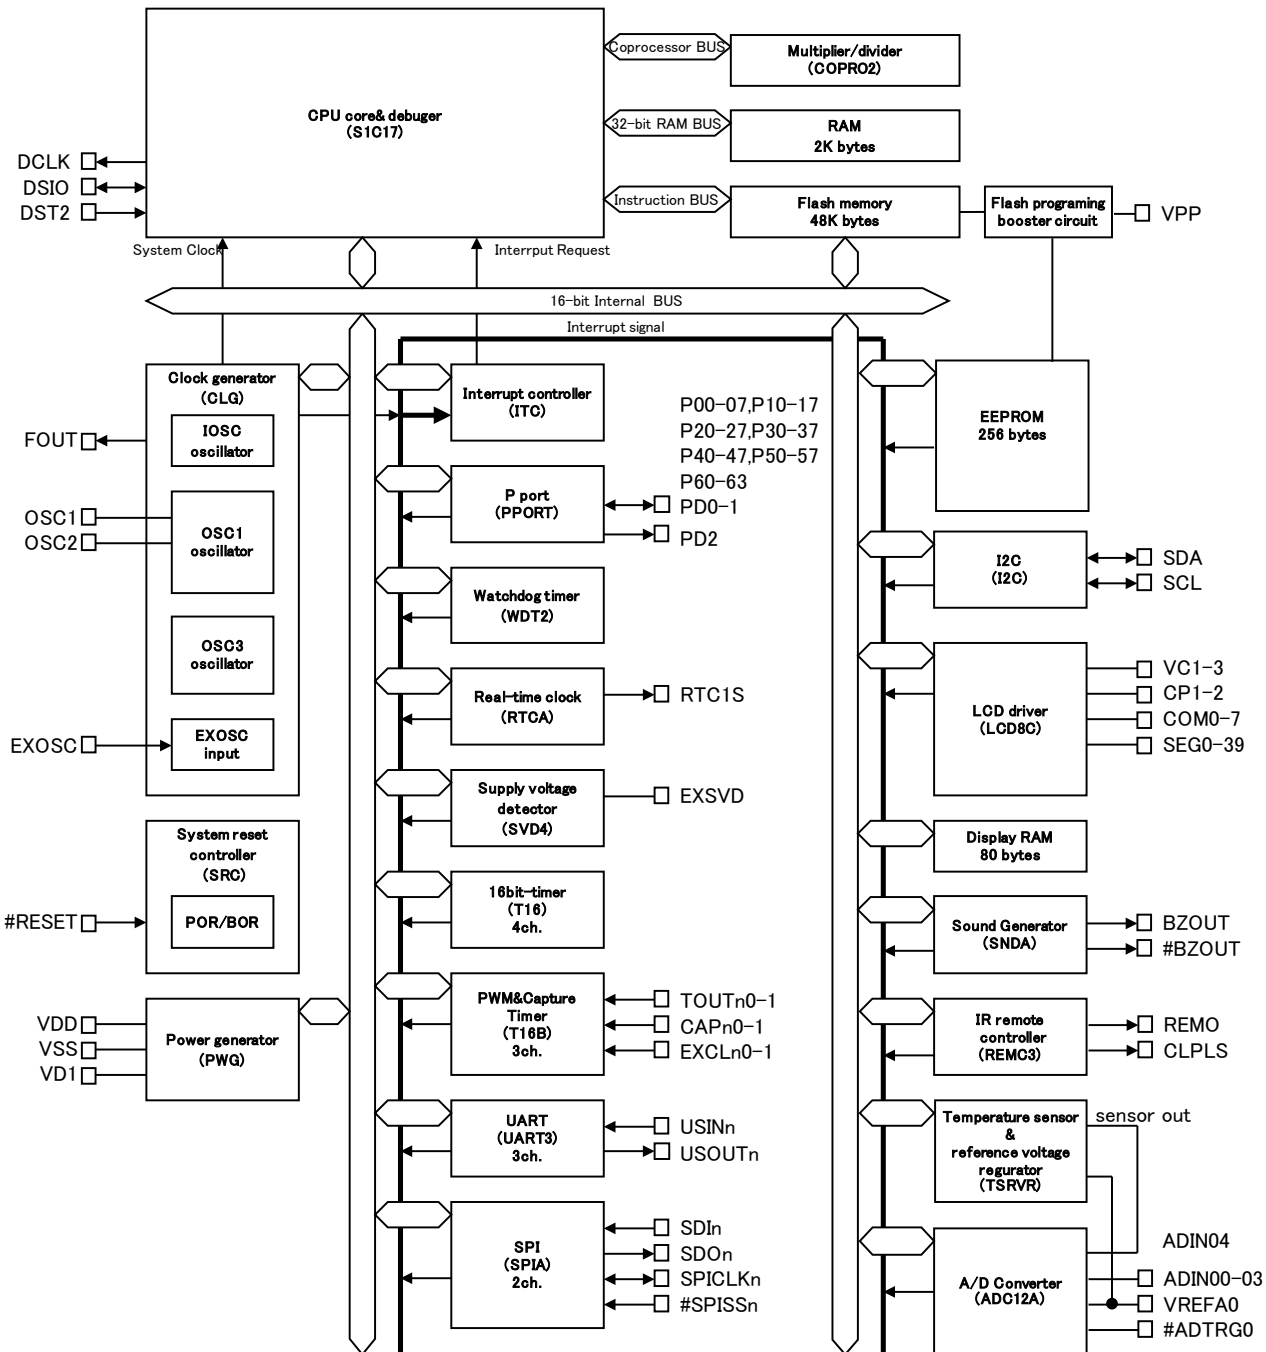 Coprocessor BUS
Multiplier/divider
(COPRO2)
CPU core& debuger
(S1C17)
32-bit RAM BUS
RAM
2K bytes
DCLK
DSIO
DST2
Instruction BUS
Flash memory
48K bytes
Flash programing
booster circuit
VPP
System Clock
Interrput Request
16-bit Internal BUS
Interrupt signal
Clock generator
(CLG)
IOSC
oscillator
FOUT
OSC1
OSC2
OSC1
oscillator
OSC3
oscillator
EXOSC
EXOSC
input
System reset
controller
(SRC)
#RESET
POR/BOR
VDD
VSS
VD1
Power generator
(PWG)
Interrupt controller
(ITC)
P00-07,P10-17
P20-27,P30-37
P40-47,P50-57
P60-63
PD0-1
PD2
P port
(PPORT)
Watchdog timer
(WDT2)
Real-time clock
(RTCA)
RTC1S
Supply voltage
detector
(SVD4)
EXSVD
16bit-timer
(T16)
4ch.
PWM&Capture
Timer
(T16B)
3ch.
TOUTn0-1
CAPn0-1
EXCLn0-1
UART
(UART3)
3ch.
USINn
USOUTn
SPI
(SPIA)
2ch.
SDIn
SDOn
SPICLKn
#SPISSn
EEPROM
256 bytes
I2C
(I2C)
SDA
SCL
LCD driver
(LCD8C)
VC1-3
CP1-2
COM0-7
SEG0-39
Display RAM
80 bytes
Sound Generator
(SNDA)
BZOUT
#BZOUT
IR remote
controller
(REMC3)
REMO
CLPLS
Temperature sensor
&
reference voltage
regurator
(TSRVR)
sensor out
A/D Converter
(ADC12A)
ADIN04
ADIN00-03
VREFA0
#ADTRG0